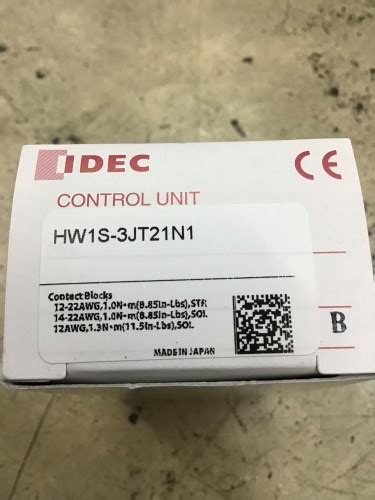 IDEC
CE
CONTROL UNIT
HW1S-3JT21N1
Contact Blocks
12-22AWG,1.0N·m(8.85in-Lbs),STR
14-22AWG,1.0N·m(8.85in-Lbs),SOL
12AWG,1.3N·m(11.5in-Lbs),SOL
MADE IN JAPAN
B